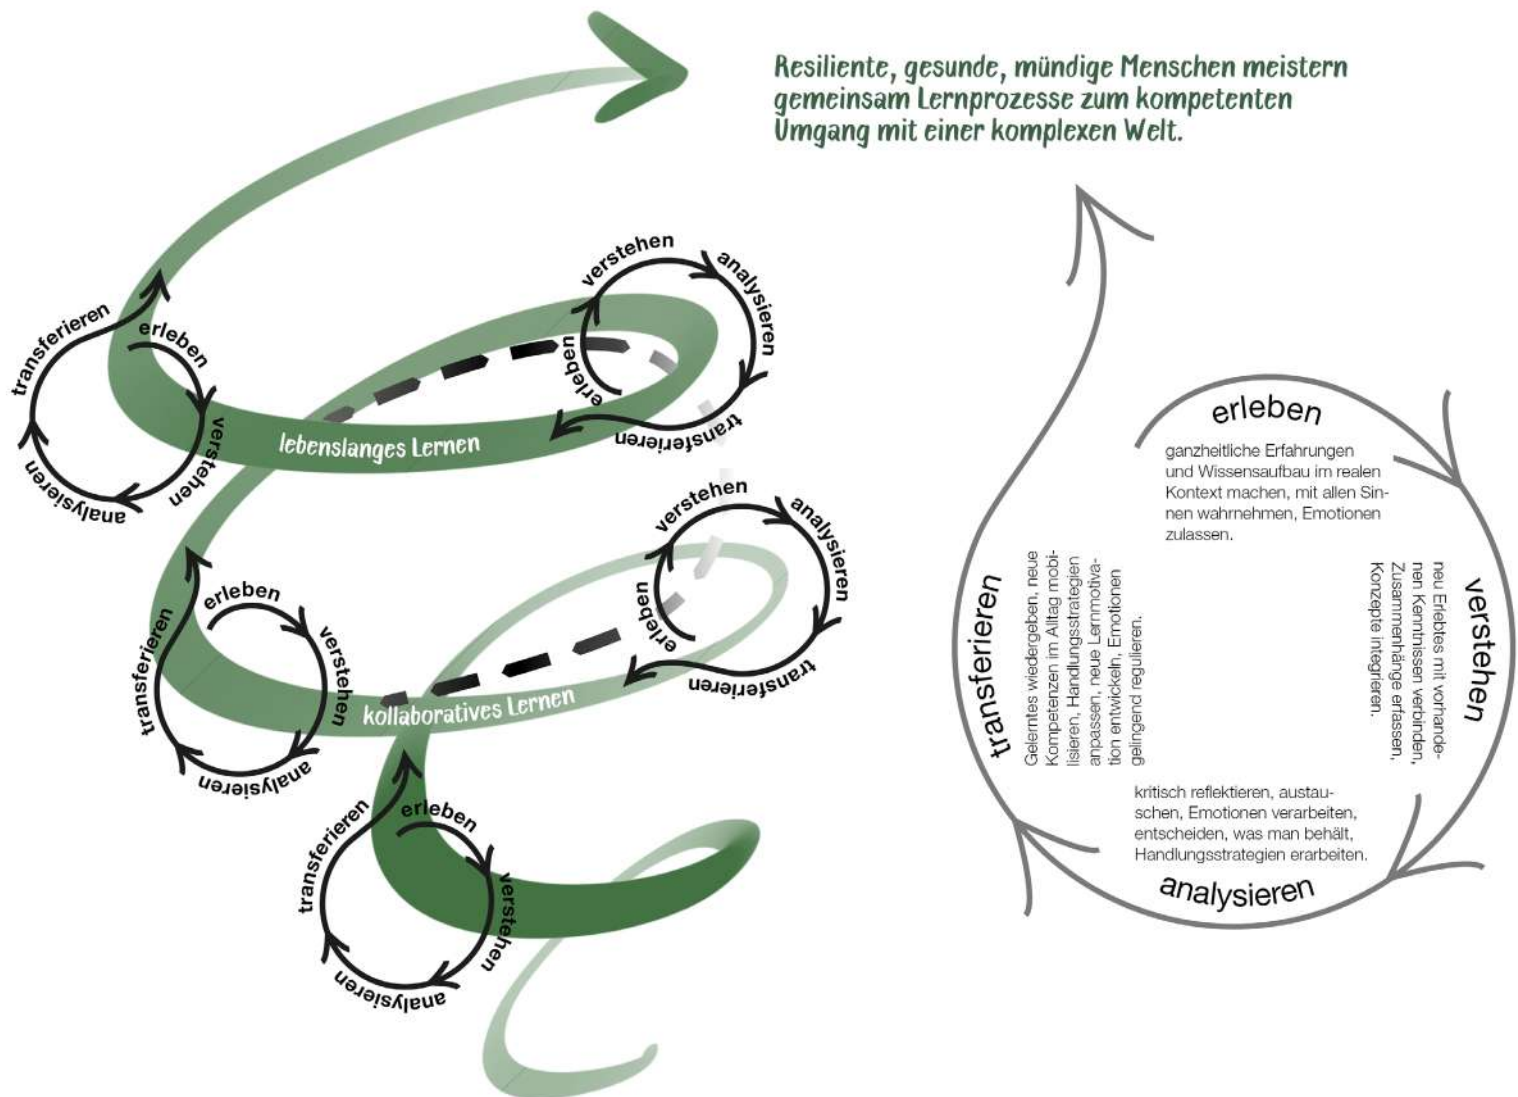 Resiliente, gesunde, mündige Menschen meistern
gemeinsam Lernprozesse zum kompetenten
Umgang mit einer komplexen Welt.
verstehen
analysieren
transferieren
erleben
transferieren
erleben
verstehen
analysieren
lebenslanges Lernen
verstehen
analysieren
transferieren
erleben
erleben
verstehen
analysieren
transferieren
kollaboratives Lernen
erleben
verstehen
analysieren
transferieren
erleben
ganzheitliche Erfahrungen
und Wissensaufbau im realen
Kontext machen, mit allen Sin-
nen wahrnehmen, Emotionen
zulassen.
verstehen
neu Erlebtes mit vorhande-
nen Kenntnissen verbinden,
Zusammenhänge erfassen,
Konzepte integrieren.
kritisch reflektieren, austau-
schen, Emotionen verarbeiten,
entscheiden, was man behält,
Handlungsstrategien erarbeiten.
analysieren
transferieren
Gelerntes wiedergeben, neue
Kompetenzen im Alltag mobi-
lisieren, Handlungsstrategien
anpassen, neue Lernmotiva-
tion entwickeln, Emotionen
gelingend regulieren.